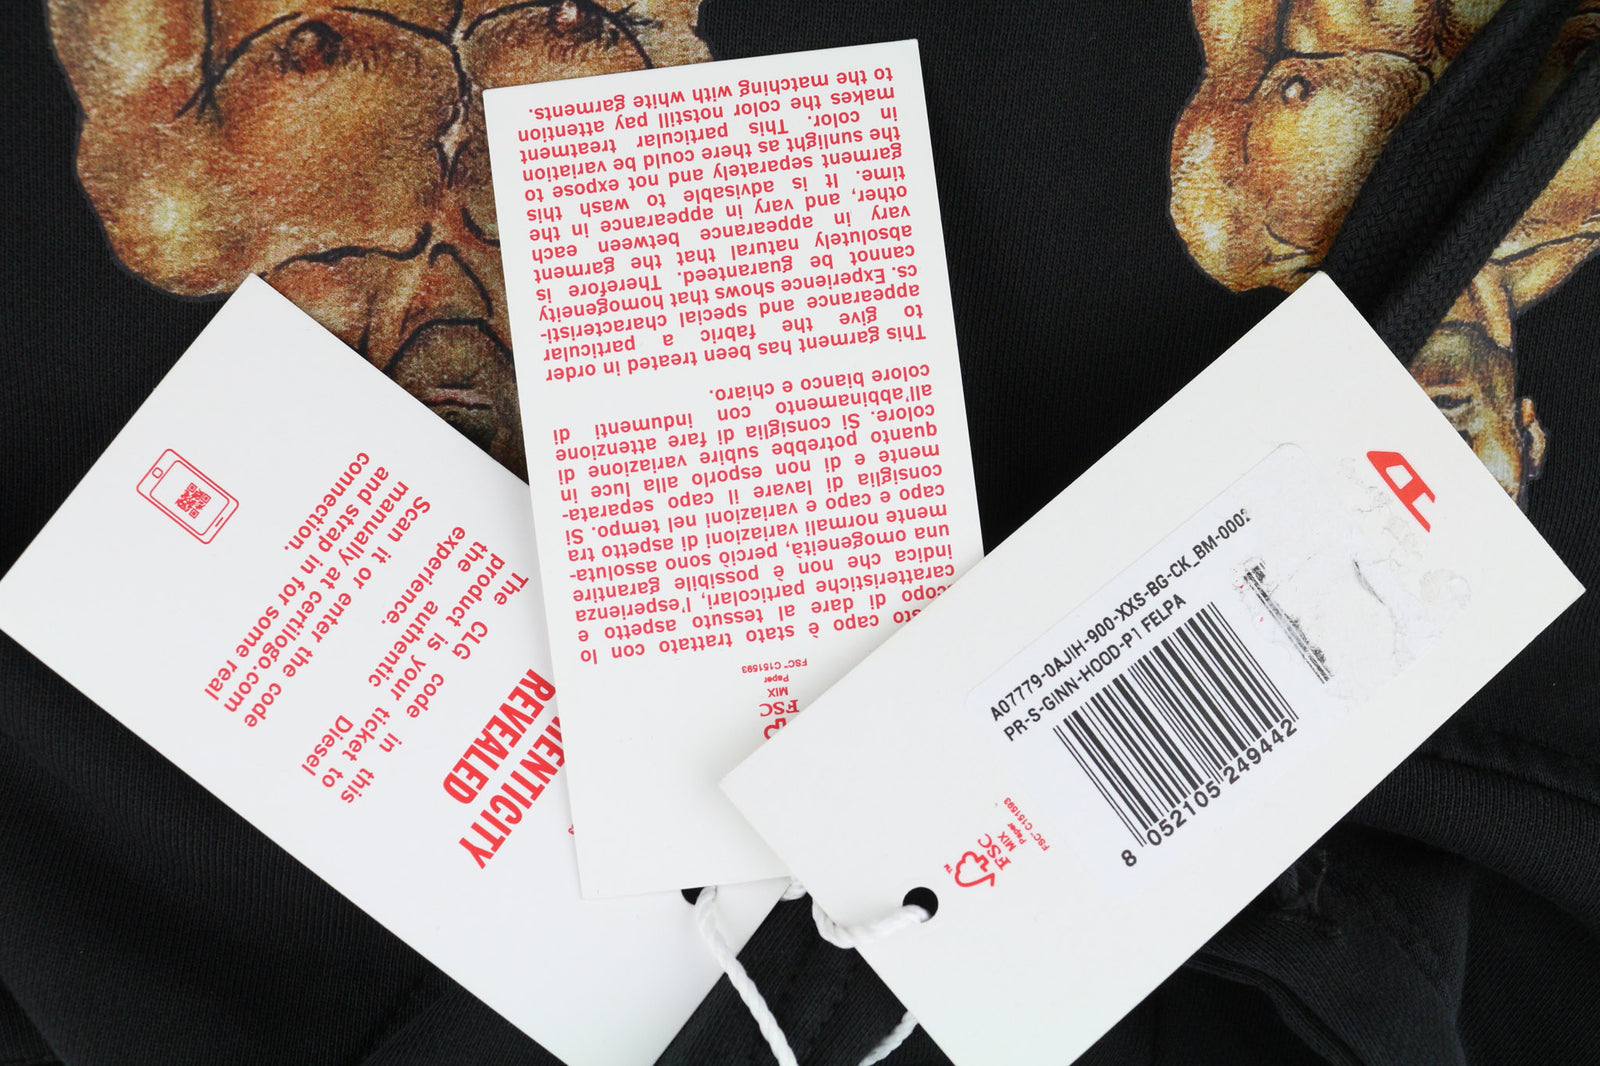 ENTICITY
REVEALED
The CLG code in this
product is your ticket to
the authentic Diesel
experience.
Scan it or enter the code
manually at certilogo.com
and strap in for some real
connection.
FSC
MIX
Paper
FSC™ C151593
sto capo è stato trattato con lo
scopo di dare al tessuto aspetto e
caratteristiche particolari, l'esperienza
indica che non è possibile garantire
una omogeneità, perciò sono assoluta-
mente normali variazioni di aspetto tra
capo e capo e variazioni nel tempo. Si
consiglia di lavare il capo separata-
mente e di non esporlo alla luce in
quanto potrebbe subire variazione di
colore. Si consiglia di fare attenzione
all'abbinamento con indumenti di
colore bianco e chiaro.
This garment has been treated in order
to give the fabric a particular
appearance and special characteristi-
cs. Experience shows that homogeneity
cannot be guaranteed. Therefore is
absolutely natural that the garment
vary in appearance between each
other, and vary in appearance in the
time. It is advisable to wash this
garment separately and not expose to
the sunlight as there could be variation
in color. This particular treatment
makes the color notstill pay attention
to the matching with white garments.
A07779-0AJIH-900-XXS-BG-CK_BM-0002
PR-S-GINN-HOOD-P1 FELPA
8 052105 249442
FSC
MIX
Paper
FSC™ C151593